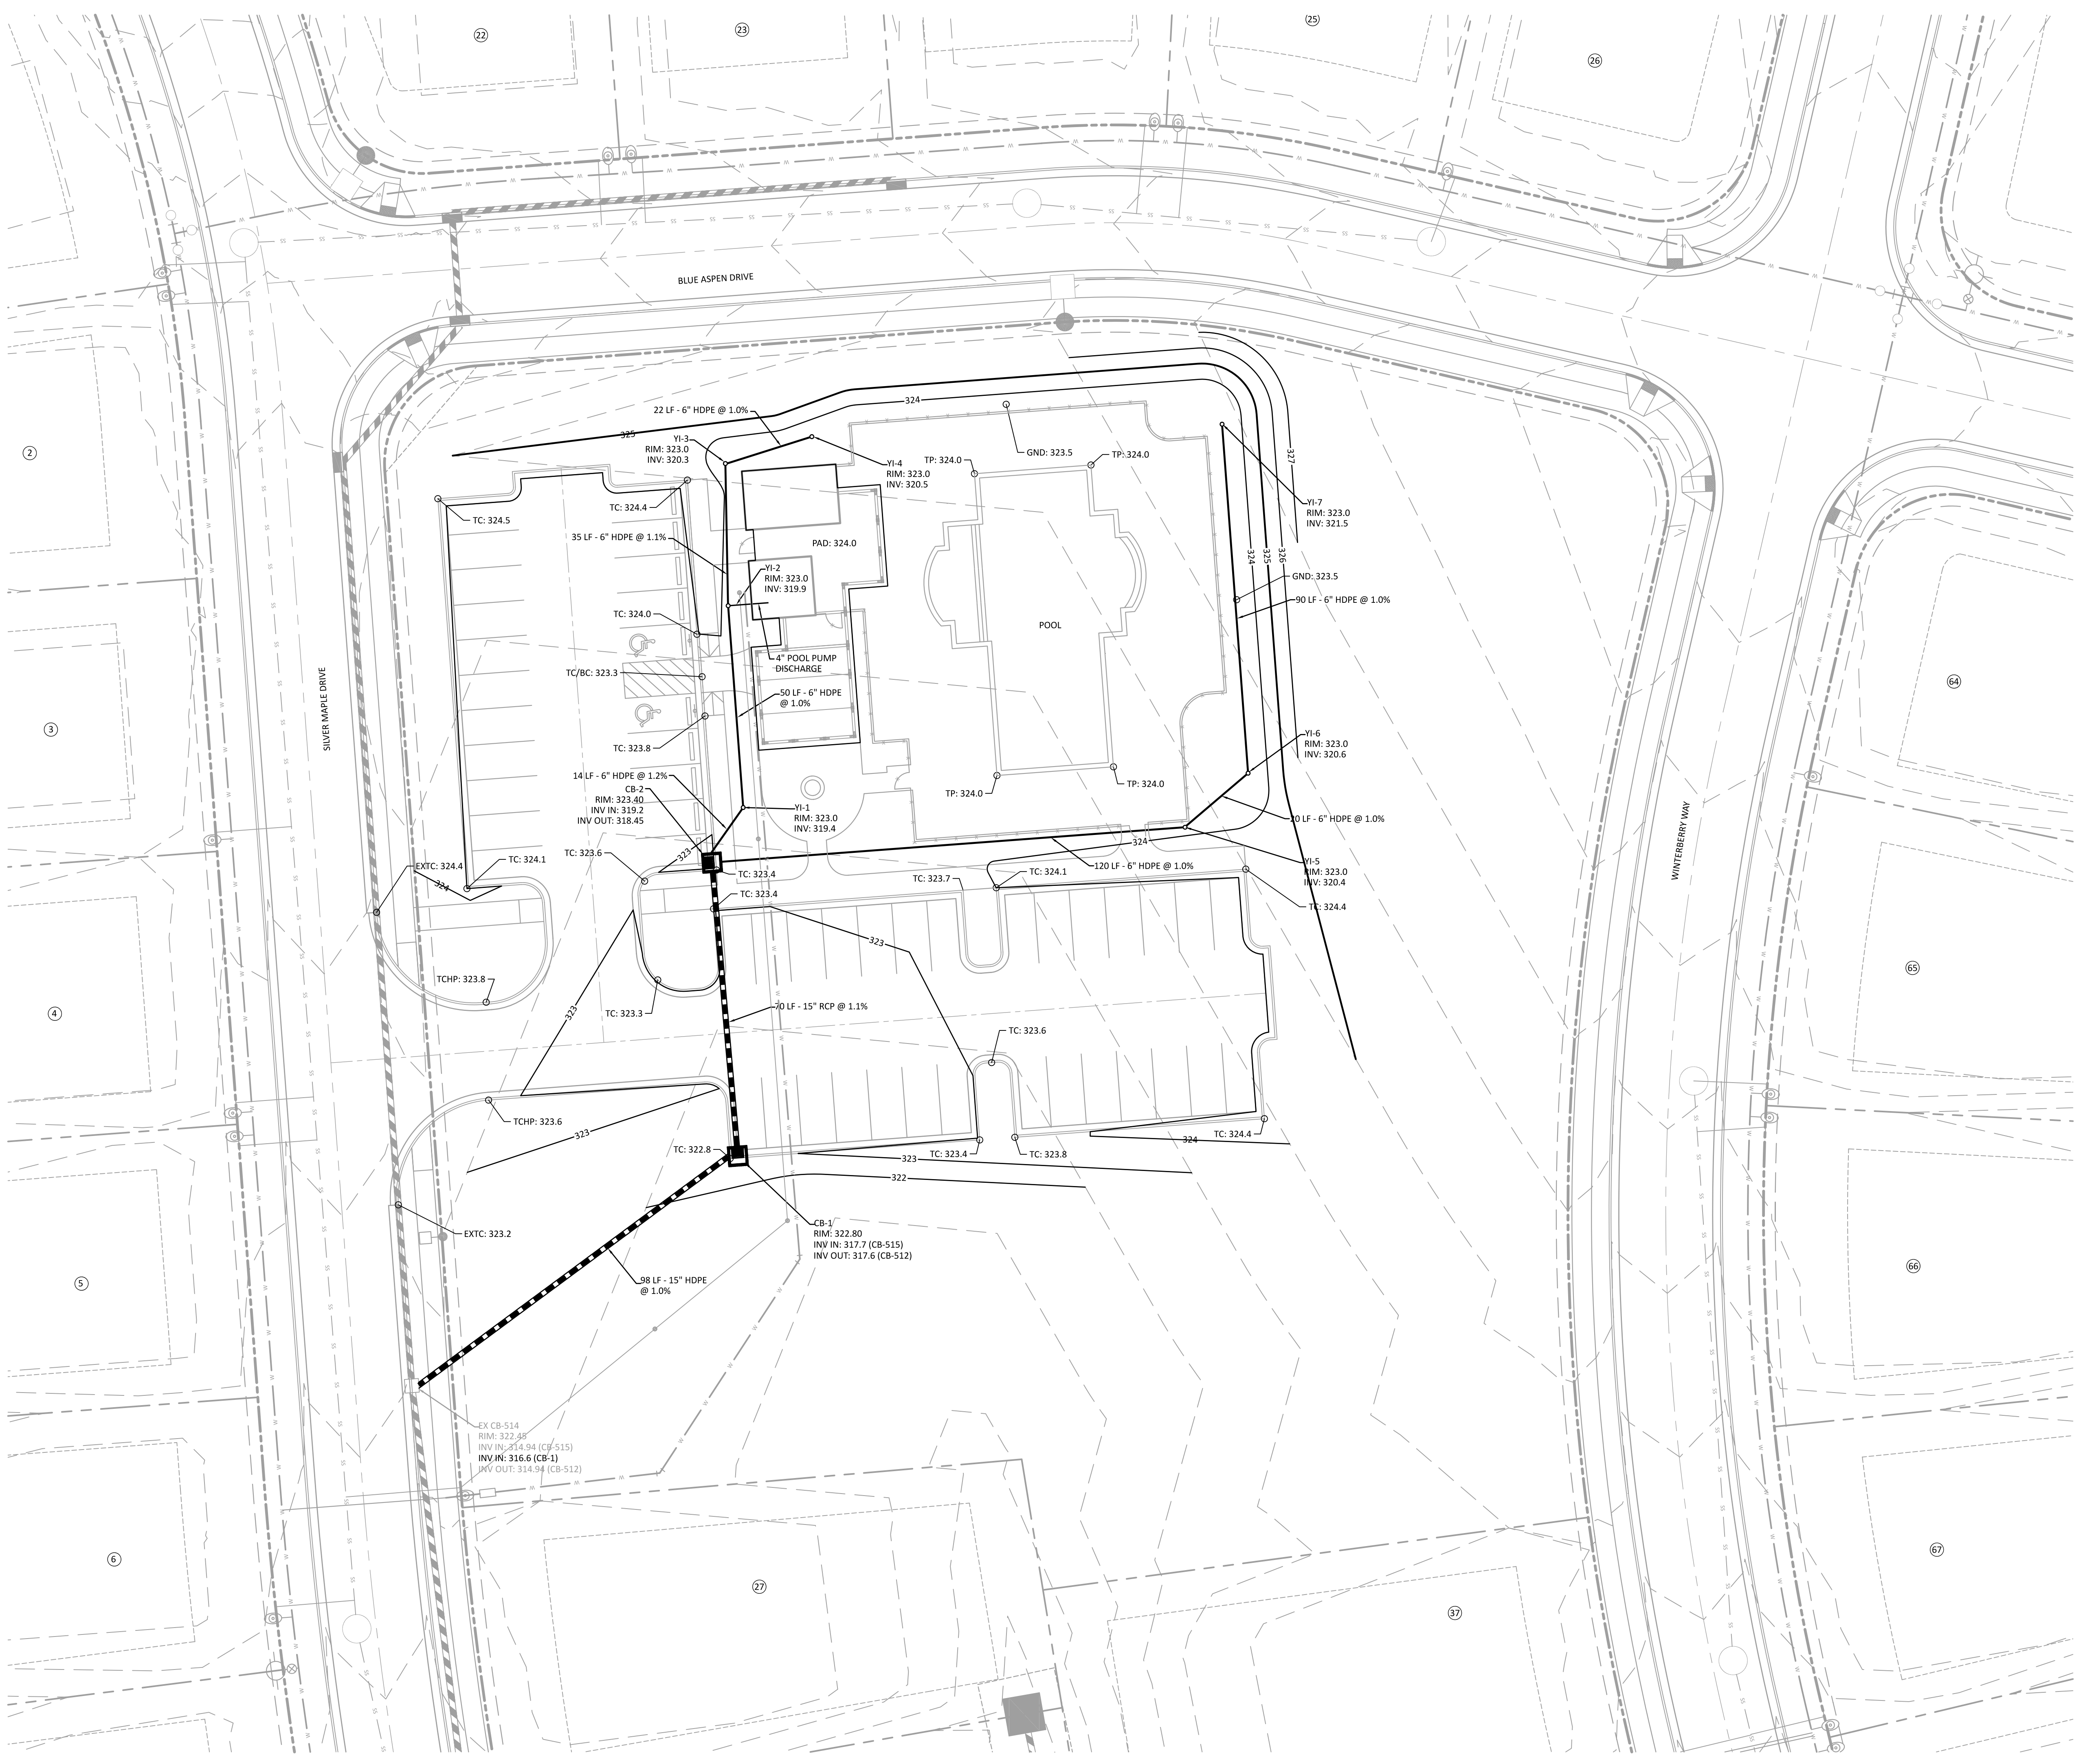 22
23
25
26
BLUE ASPEN DRIVE
2
22 LF - 6" HDPE @ 1.0%
324
325
YI-3
RIM: 323.0
INV: 320.3
YI-4
RIM: 323.0
INV: 320.5
GND: 323.5
TP: 324.0
TP: 324.0
327
YI-7
RIM: 323.0
INV: 321.5
TC: 324.5
TC: 324.4
35 LF - 6" HDPE @ 1.1%
PAD: 324.0
324
325
326
YI-2
RIM: 323.0
INV: 319.9
GND: 323.5
90 LF - 6" HDPE @ 1.0%
TC: 324.0
POOL
4" POOL PUMP
DISCHARGE
TC/BC: 323.3
50 LF - 6" HDPE
@ 1.0%
64
SILVER MAPLE DRIVE
3
TC: 323.8
YI-6
RIM: 323.0
INV: 320.6
14 LF - 6" HDPE @ 1.2%
CB-2
RIM: 323.40
INV IN: 319.2
INV OUT: 318.45
TP: 324.0
TP: 324.0
YI-1
RIM: 323.0
INV: 319.4
20 LF - 6" HDPE @ 1.0%
WINTERBERRY WAY
324
323
TC: 323.6
EXTC: 324.4
TC: 324.1
324
TC: 323.4
TC: 323.7
TC: 324.1
120 LF - 6" HDPE @ 1.0%
YI-5
RIM: 323.0
INV: 320.4
TC: 323.4
TC: 324.4
323
65
TCHP: 323.8
70 LF - 15" RCP @ 1.1%
TC: 323.3
323
4
TC: 323.6
TCHP: 323.6
323
TC: 322.8
323
TC: 323.4
TC: 323.8
TC: 324.4
324
322
EXTC: 323.2
CB-1
RIM: 322.80
INV IN: 317.7 (CB-515)
INV OUT: 317.6 (CB-512)
66
5
98 LF - 15" HDPE
@ 1.0%
EX CB-514
RIM: 322.45
INV IN: 314.94 (CB-515)
INV IN: 316.6 (CB-1)
INV OUT: 314.94 (CB-512)
6
27
37
67